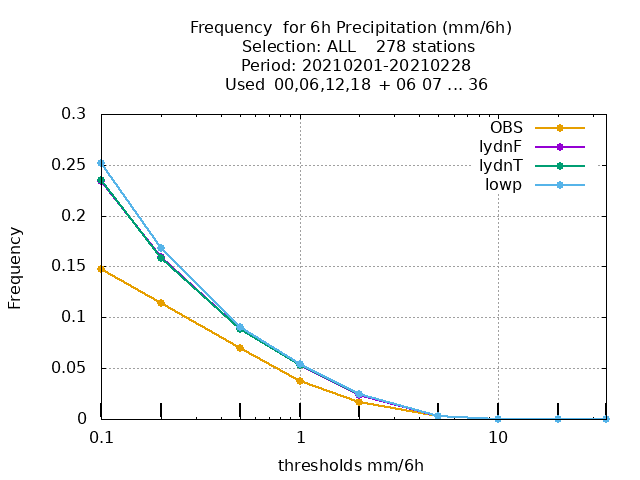 Frequency  for 6h Precipitation (mm/6h)
Selection: ALL    278 stations
Period: 20210201-20210228
Used  00,06,12,18  + 06 07 ... 36
0.3
0.25
0.2
0.15
0.1
0.05
0
Frequency
OBS
lydnF
lydnT
lowp
0.1
1
10
thresholds mm/6h